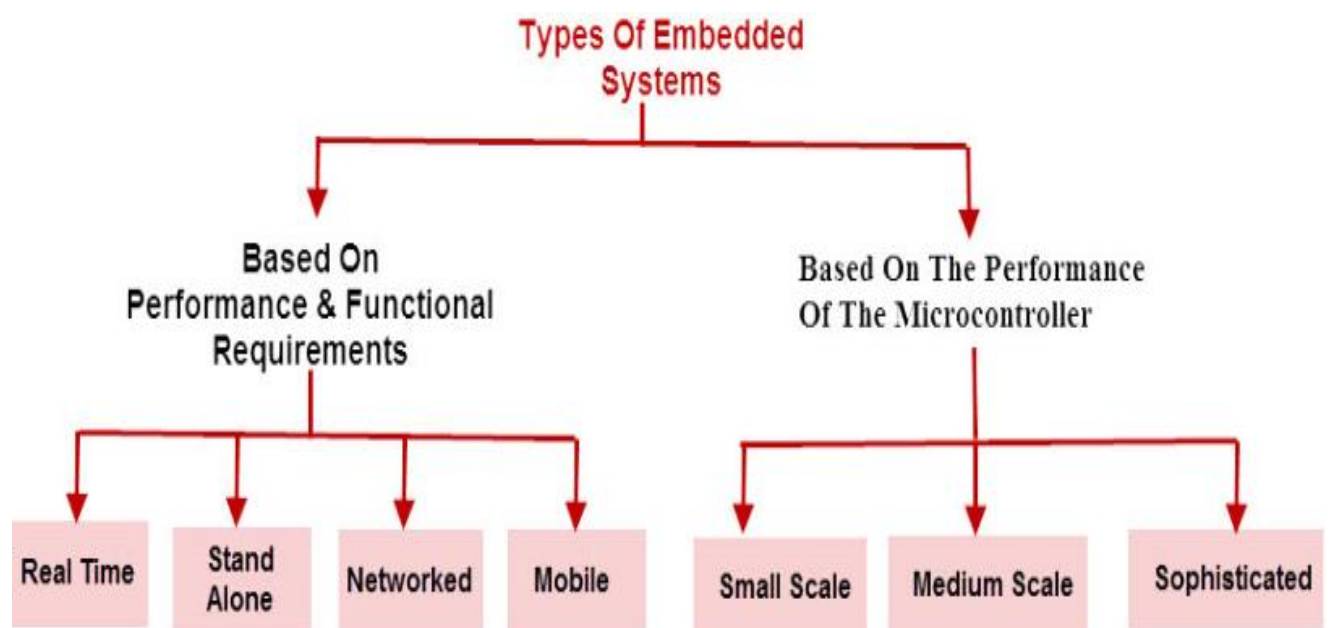 Types Of Embedded
Systems
Based On
Performance & Functional
Requirements
Based On The Performance
Of The Microcontroller
Real Time
Stand
Alone
Networked
Mobile
Small Scale
Medium Scale
Sophisticated